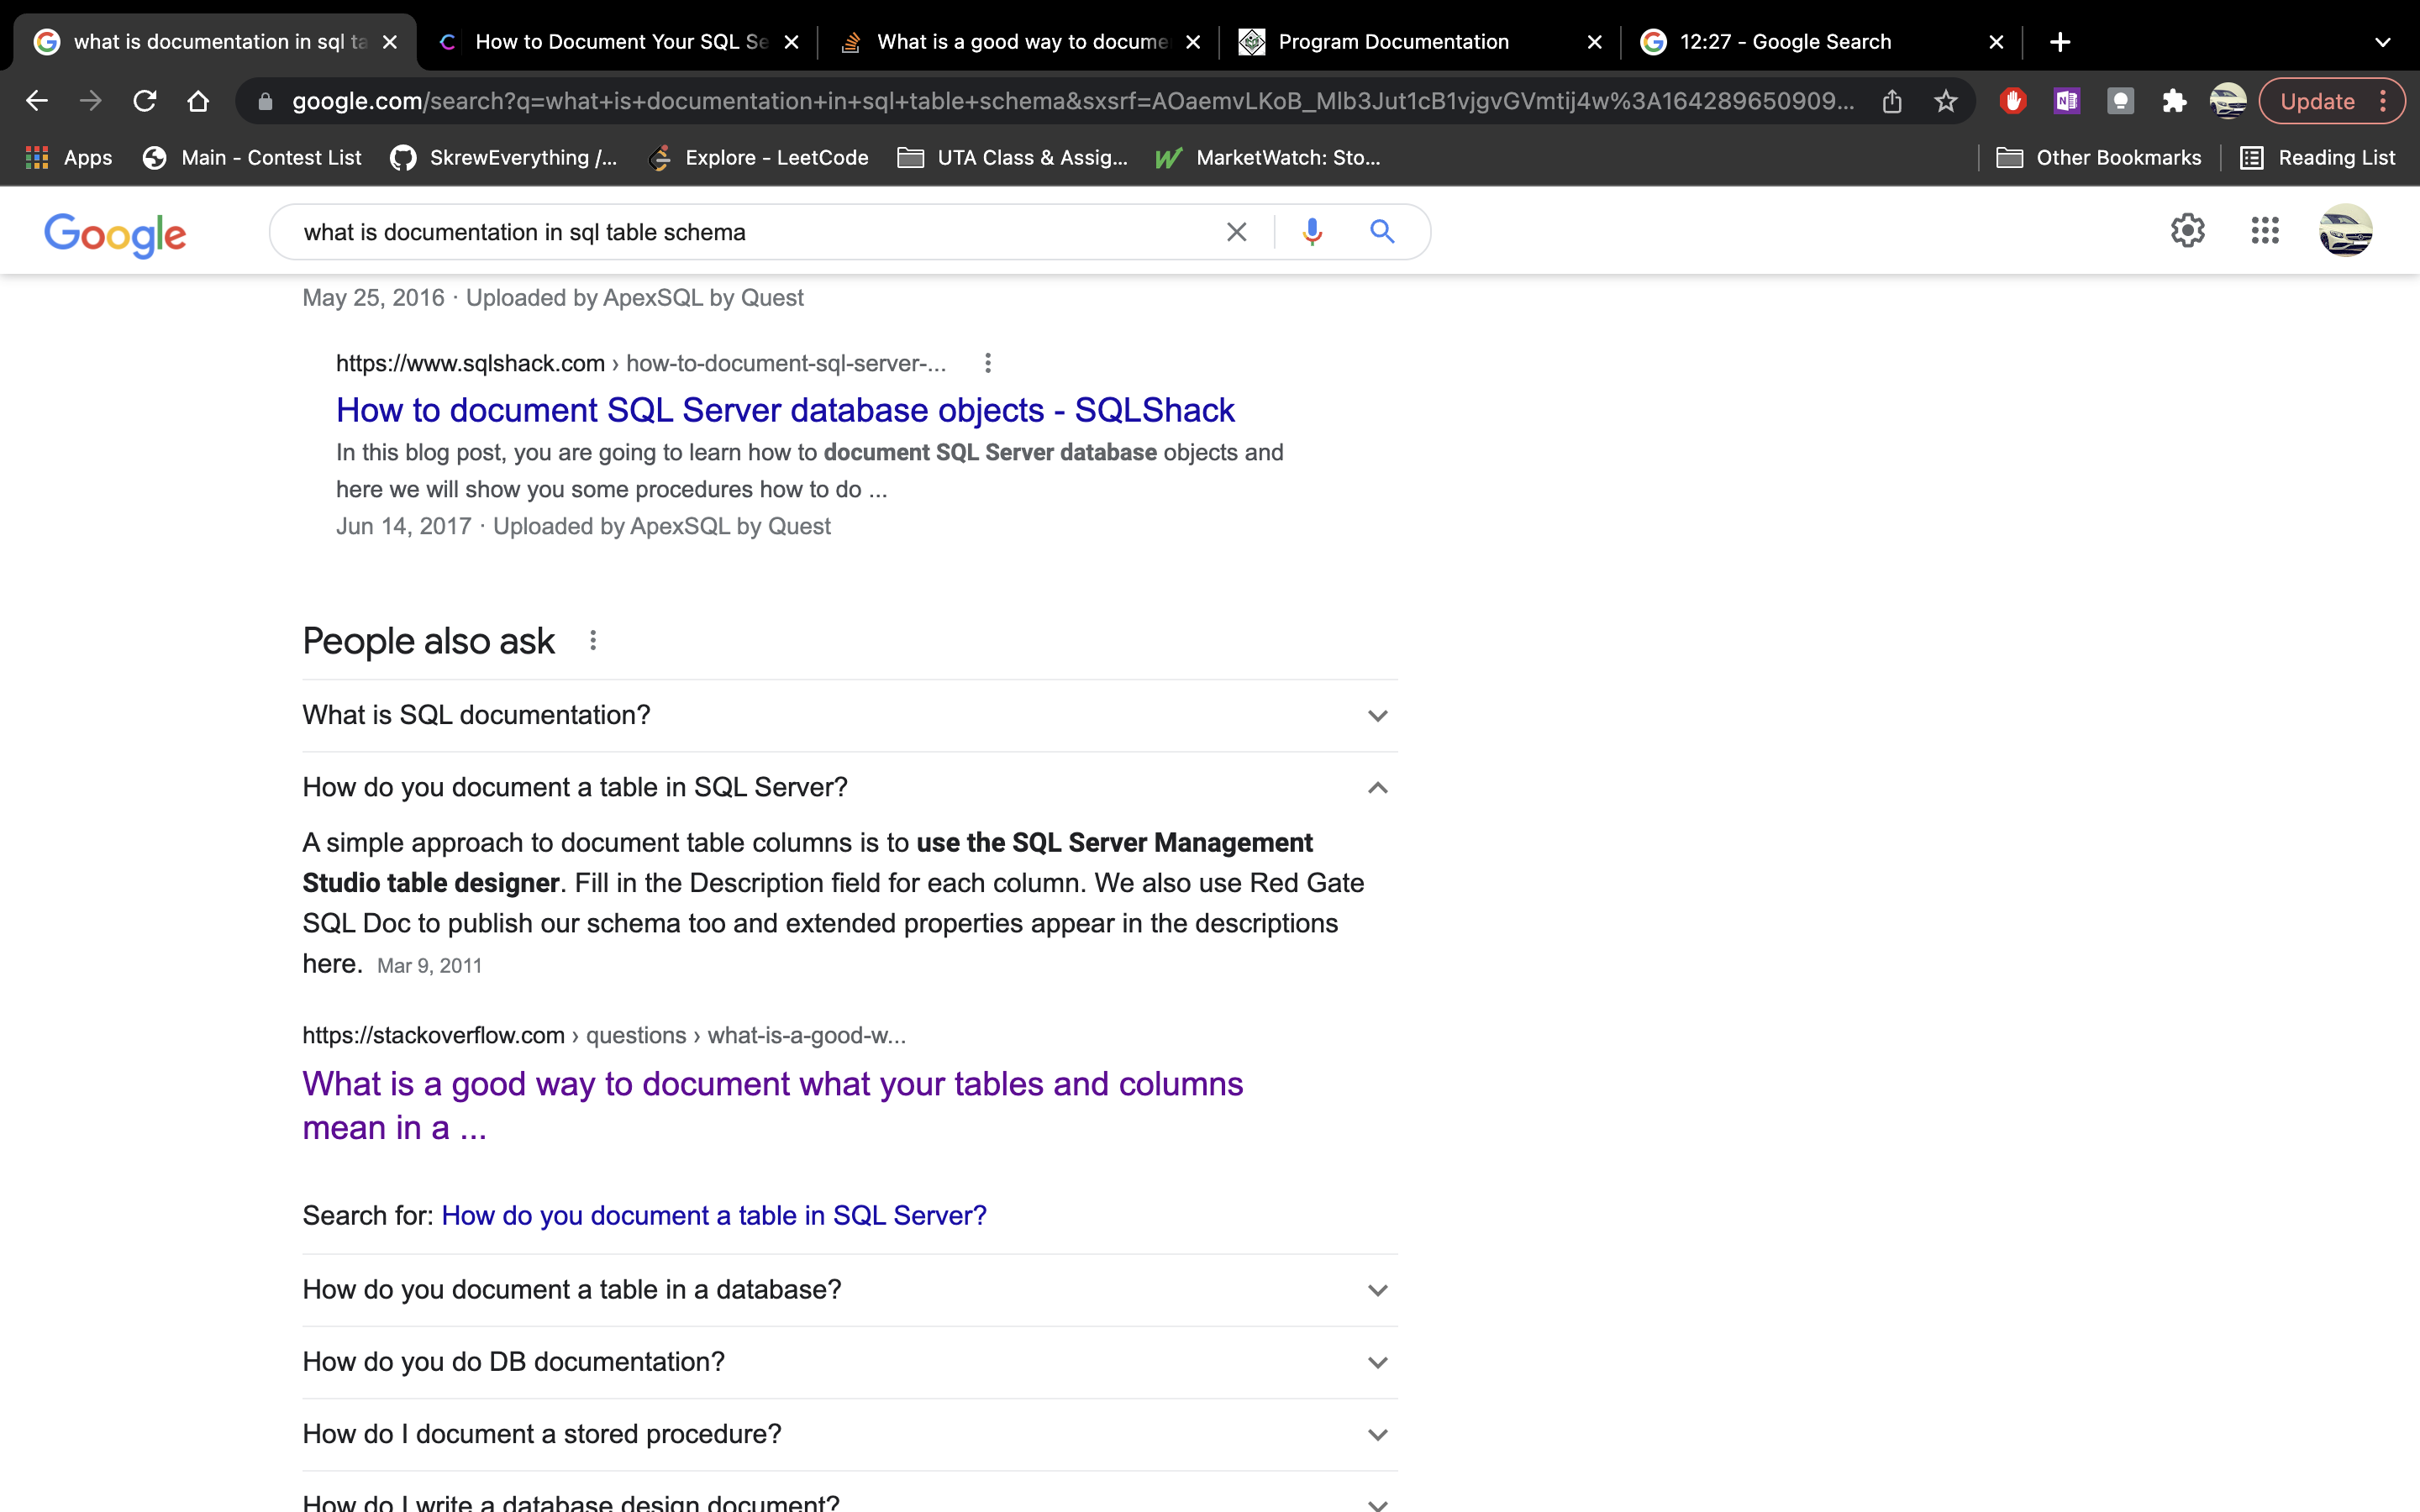 what is documentation in sql ta
How to Document Your SQL Se
What is a good way to docume
Program Documentation
12:27 - Google Search
google.com/search?q=what+is+documentation+in+sql+table+schema&sxsrf=AOaemvLKoB_Mlb3Jut1cB1vjgvGVmtij4w%3A164289650909...
Update
Apps
Main - Contest List
SkrewEverything /...
Explore - LeetCode
UTA Class & Assig...
MarketWatch: Sto...
Other Bookmarks
Reading List
Google
what is documentation in sql table schema
May 25, 2016 · Uploaded by ApexSQL by Quest
https://www.sqlshack.com › how-to-document-sql-server-...
How to document SQL Server database objects - SQLShack
In this blog post, you are going to learn how to document SQL Server database objects and
here we will show you some procedures how to do ...
Jun 14, 2017 · Uploaded by ApexSQL by Quest
People also ask
What is SQL documentation?
How do you document a table in SQL Server?
A simple approach to document table columns is to use the SQL Server Management
Studio table designer. Fill in the Description field for each column. We also use Red Gate
SQL Doc to publish our schema too and extended properties appear in the descriptions
here. Mar 9, 2011
https://stackoverflow.com › questions › what-is-a-good-w...
What is a good way to document what your tables and columns
mean in a ...
Search for: How do you document a table in SQL Server?
How do you document a table in a database?
How do you do DB documentation?
How do I document a stored procedure?
How do I write a database design document?